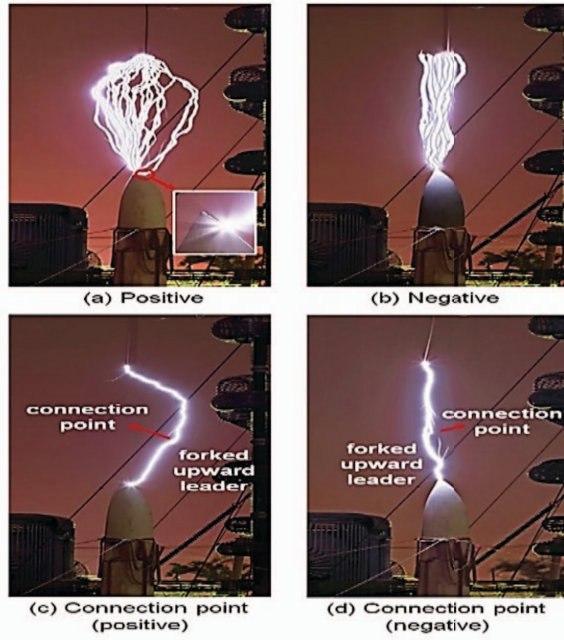 (a) Positive
(b) Negative
connection
point
forked
upward
leader
connection
point
forked
upward
leader
(c) Connection point
(positive)
(d) Connection point
(negative)